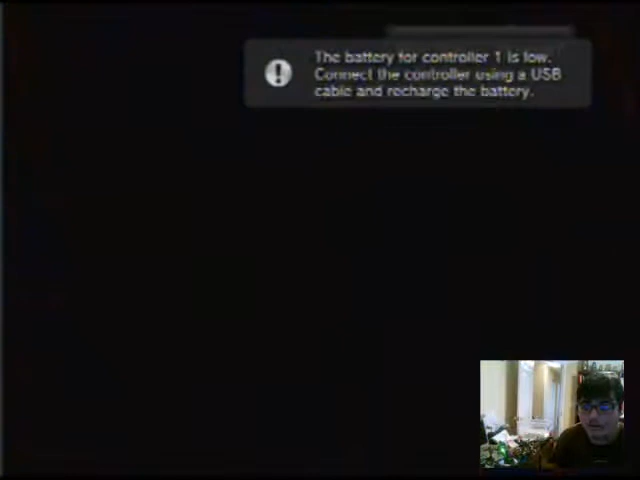 The battery for controller 1 is low.
Connect the controller using a USB
cable and recharge the battery.